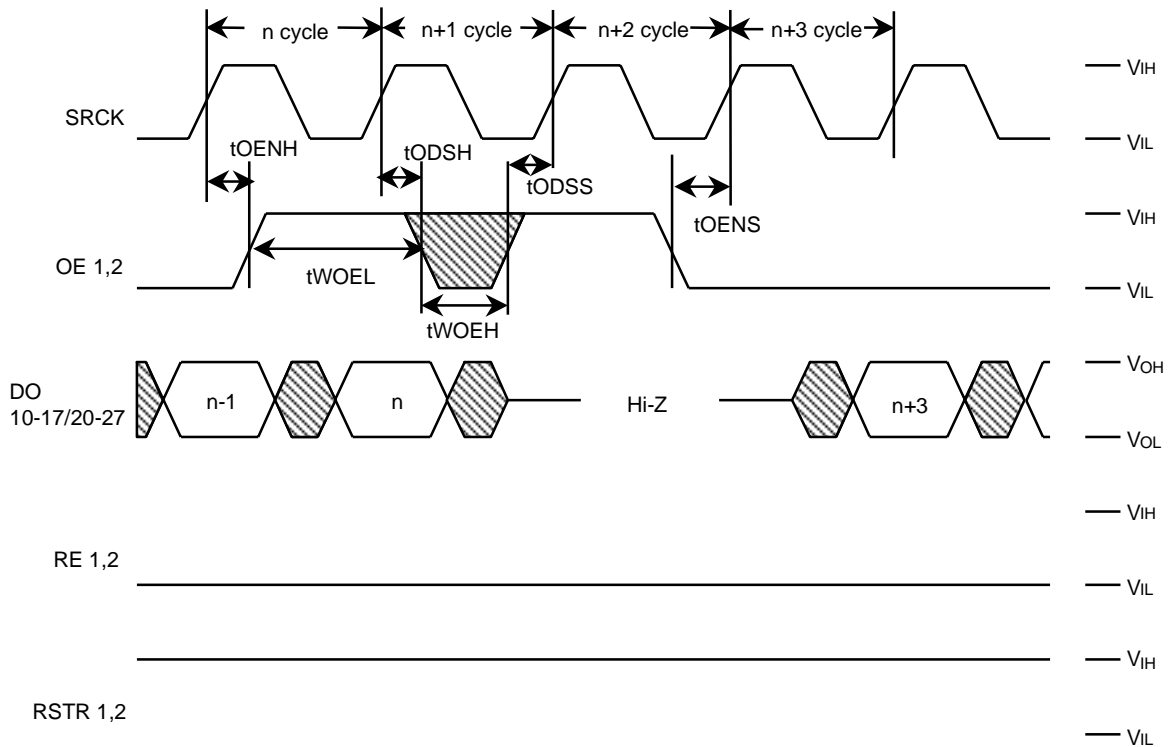 n cycle
n+1 cycle
n+2 cycle
n+3 cycle
VIH
SRCK
VIL
tOENH
tODSH
tODSS
tOENS
VIH
OE 1,2
tWOEL
VIL
tWOEH
VOH
DO
10-17/20-27
n-1
n
Hi-Z
n+3
VOL
VIH
RE 1,2
VIL
VIH
RSTR 1,2
VIL